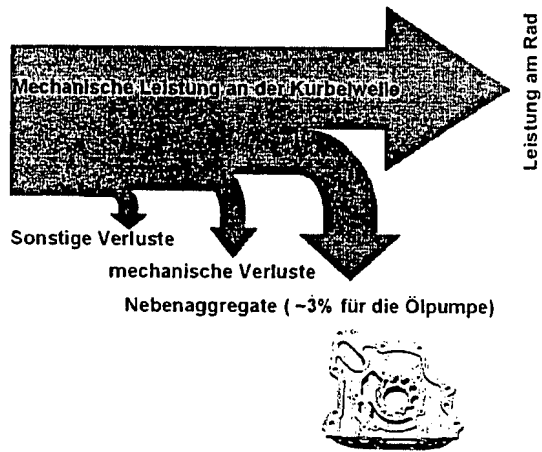 Mechanische Leistung an der Kurbelwelle
Leistung am Rad
Sonstige Verluste
mechanische Verluste
Nebenaggregate ( ~3% für die Ölpumpe)